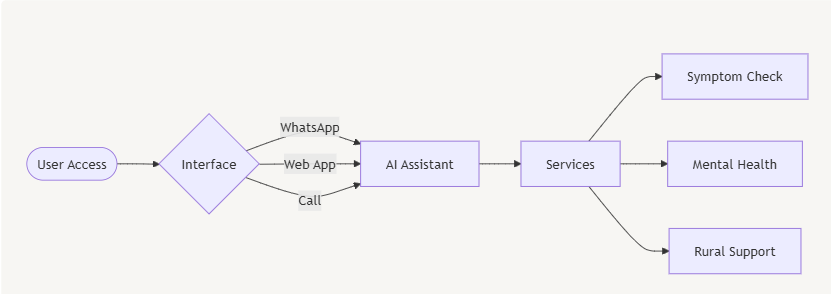 User Access
Interface
WhatsApp
Web App
Call
AI Assistant
Services
Symptom Check
Mental Health
Rural Support